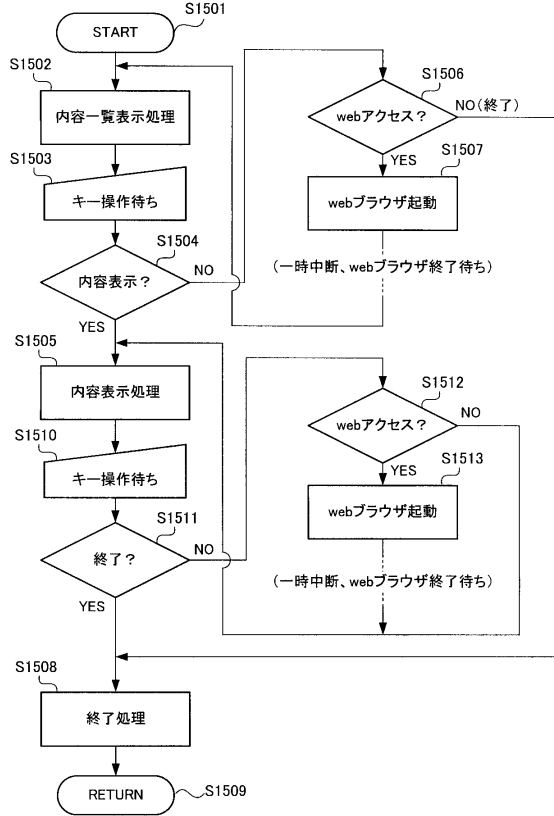 START
S1501
S1502
内容一覧表示処理
S1503
キー操作待ち
S1504
内容表示？
NO
YES
S1506
webアクセス？
NO（終了）
YES
S1507
webブラウザ起動
（一時中断、webブラウザ終了待ち）
S1505
内容表示処理
S1510
キー操作待ち
S1511
終了？
NO
YES
S1512
webアクセス？
NO
YES
S1513
webブラウザ起動
（一時中断、webブラウザ終了待ち）
S1508
終了処理
RETURN
S1509